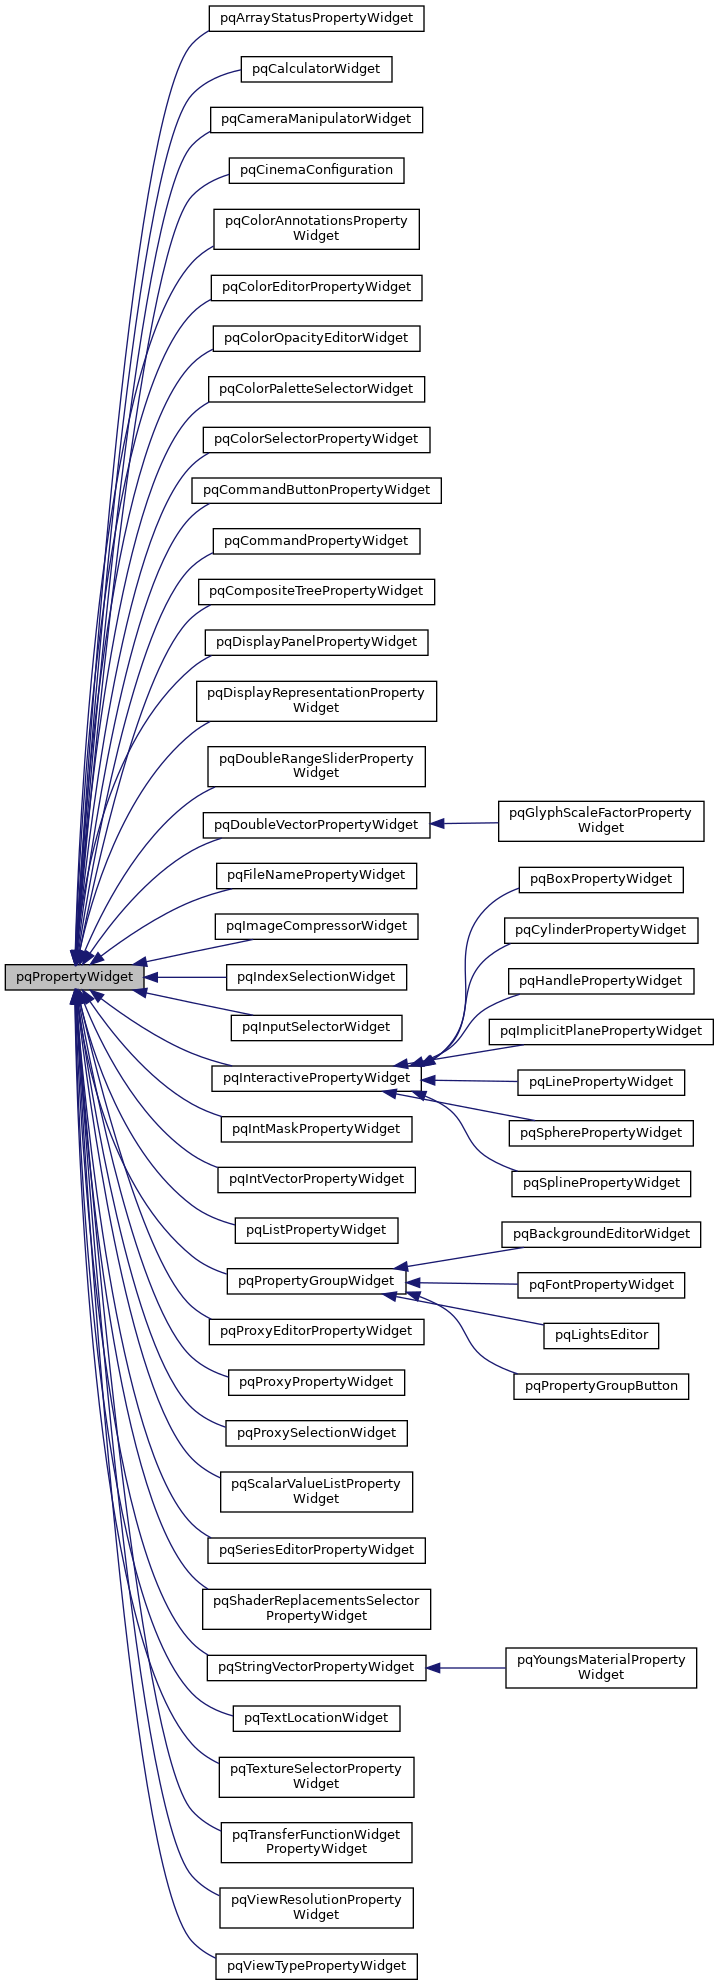 pqArrayStatusPropertyWidget
pqCalculatorWidget
pqCameraManipulatorWidget
pqCinemaConfiguration
pqColorAnnotationsProperty
Widget
pqColorEditorPropertyWidget
pqColorOpacityEditorWidget
pqColorPaletteSelectorWidget
pqColorSelectorPropertyWidget
pqCommandButtonPropertyWidget
pqCommandPropertyWidget
pqCompositeTreePropertyWidget
pqDisplayPanelPropertyWidget
pqDisplayRepresentationProperty
Widget
pqDoubleRangeSliderProperty
Widget
pqDoubleVectorPropertyWidget
pqGlyphScaleFactorProperty
Widget
pqFileNamePropertyWidget
pqImageCompressorWidget
pqPropertyWidget
pqIndexSelectionWidget
pqInputSelectorWidget
pqInteractivePropertyWidget
pqBoxPropertyWidget
pqCylinderPropertyWidget
pqHandlePropertyWidget
pqImplicitPlanePropertyWidget
pqLinePropertyWidget
pqSpherePropertyWidget
pqSplinePropertyWidget
pqIntMaskPropertyWidget
pqIntVectorPropertyWidget
pqListPropertyWidget
pqPropertyGroupWidget
pqBackgroundEditorWidget
pqFontPropertyWidget
pqLightsEditor
pqPropertyGroupButton
pqProxyEditorPropertyWidget
pqProxyPropertyWidget
pqProxySelectionWidget
pqScalarValueListProperty
Widget
pqSeriesEditorPropertyWidget
pqShaderReplacementsSelector
PropertyWidget
pqStringVectorPropertyWidget
pqYoungsMaterialProperty
Widget
pqTextLocationWidget
pqTextureSelectorProperty
Widget
pqTransferFunctionWidget
PropertyWidget
pqViewResolutionProperty
Widget
pqViewTypePropertyWidget